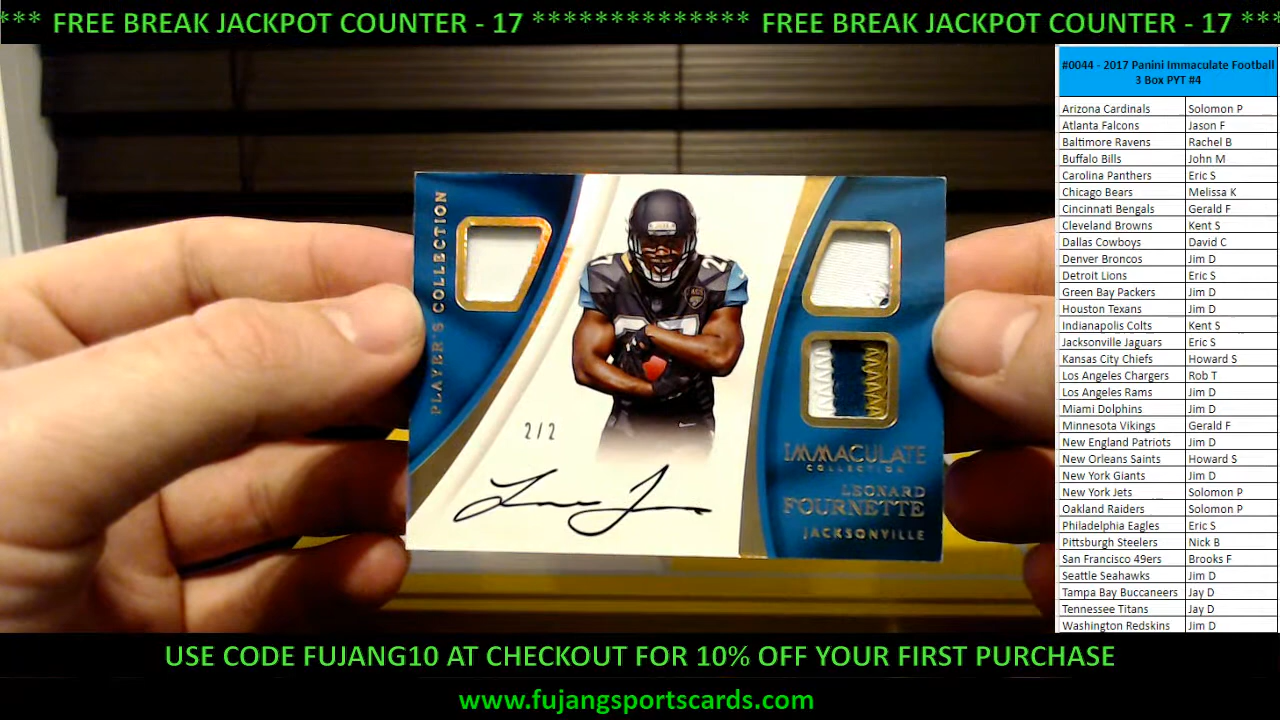 *** FREE BREAK JACKPOT COUNTER - 17 *************** FREE BREAK JACKPOT COUNTER - 17 ***
#0044 - 2017 Panini Immaculate Football
3 Box PYT #4
Arizona Cardinals Solomon P
Atlanta Falcons Jason F
Baltimore Ravens Rachel B
Buffalo Bills John M
Carolina Panthers Eric S
Chicago Bears Melissa K
Cincinnati Bengals Gerald F
Cleveland Browns Kent S
Dallas Cowboys David C
Denver Broncos Jim D
Detroit Lions Eric S
Green Bay Packers Jim D
Houston Texans Jim D
Indianapolis Colts Kent S
Jacksonville Jaguars Eric S
Kansas City Chiefs Howard S
Los Angeles Chargers Rob T
Los Angeles Rams Jim D
Miami Dolphins Jim D
Minnesota Vikings Gerald F
New England Patriots Jim D
New Orleans Saints Howard S
New York Giants Jim D
New York Jets Solomon P
Oakland Raiders Solomon P
Philadelphia Eagles Eric S
Pittsburgh Steelers Nick B
San Francisco 49ers Brooks F
Seattle Seahawks Jim D
Tampa Bay Buccaneers Jay D
Tennessee Titans Jay D
Washington Redskins Jim D
PLAYER'S COLLECTION
2/2
IMMACULATE
COLLECTION
LEONARD
FOURNETTE
JACKSONVILLE
USE CODE FUJANG10 AT CHECKOUT FOR 10% OFF YOUR FIRST PURCHASE
www.fujangsportscards.com